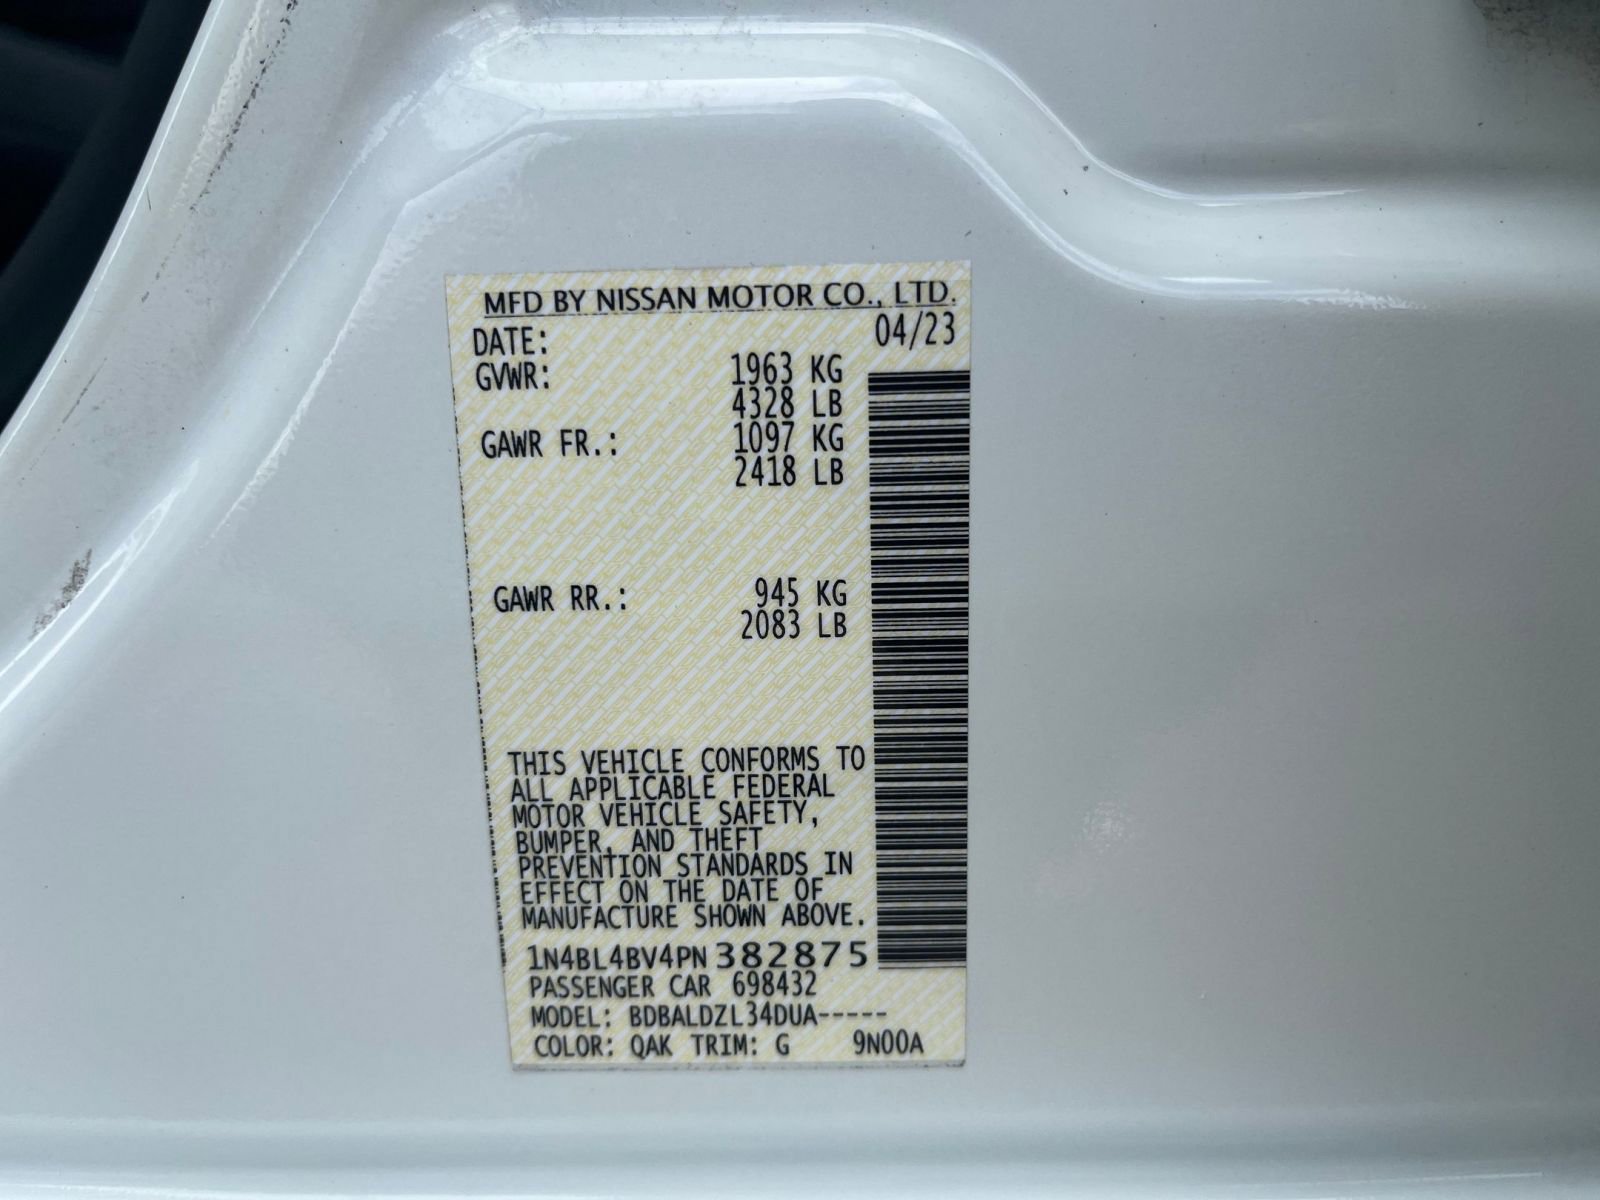 MFD BY NISSAN MOTOR CO., LTD.
DATE: 04/23
GVWR: 1963 KG
4328 LB
GAWR FR.: 1097 KG
2418 LB
GAWR RR.: 945 KG
2083 LB
THIS VEHICLE CONFORMS TO
ALL APPLICABLE FEDERAL
MOTOR VEHICLE SAFETY,
BUMPER, AND THEFT
PREVENTION STANDARDS IN
EFFECT ON THE DATE OF
MANUFACTURE SHOWN ABOVE.
1N4BL4BV4PN382875
PASSENGER CAR 698432
MODEL: BDBALDZL34DUA-----
COLOR: QAK TRIM: G 9N00A